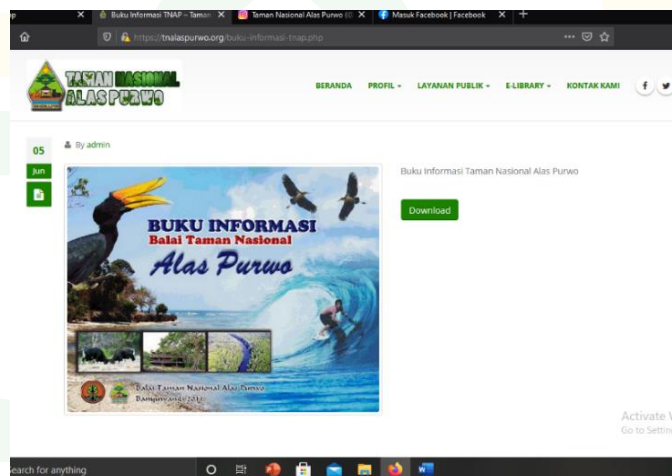 Buku Informasi TNAP – Taman
Taman Nasional Alas Purwo (
Masuk Facebook | Facebook
https://tnalaspurwo.org/buku-informasi-tnap.php
TAMAN NASIONAL
ALAS PURWO
BERANDA PROFIL LAYANAN PUBLIK E-LIBRARY KONTAK KAMI
05
Jun
By admin
BUKU INFORMASI
Balai Taman Nasional
Alas Purwo
Balai Taman Nasional Alas Purwo
Buku Informasi Taman Nasional Alas Purwo
Download
Activate
Go to Settin
earch for anything